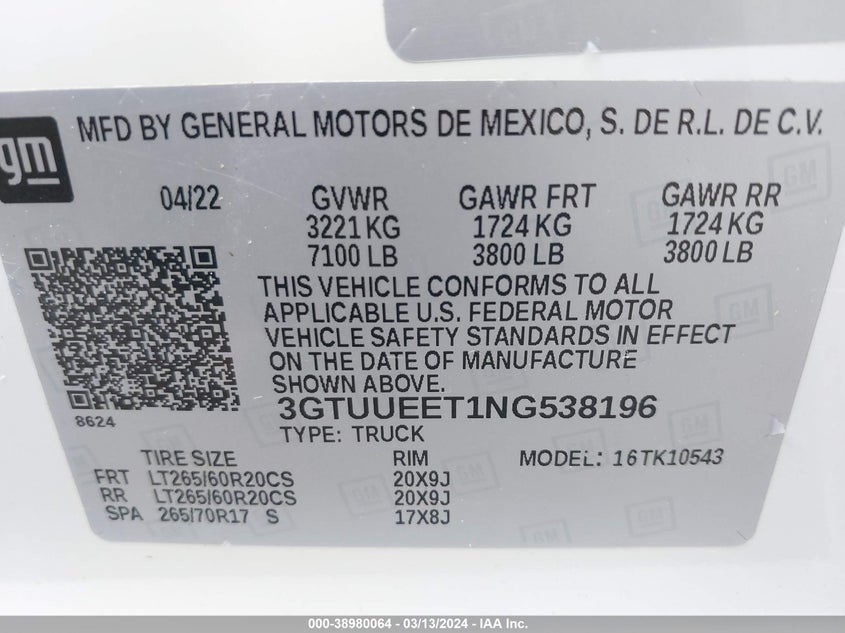 gm
MFD BY GENERAL MOTORS DE MEXICO, S. DE R.L. DE C.V.
04/22 GVWR GAWR FRT GAWR RR
3221 KG 1724 KG 1724 KG
7100 LB 3800 LB 3800 LB
THIS VEHICLE CONFORMS TO ALL
APPLICABLE U.S. FEDERAL MOTOR
VEHICLE SAFETY STANDARDS IN EFFECT
ON THE DATE OF MANUFACTURE
SHOWN ABOVE.
8624
3GTUUEET1NG538196
TYPE: TRUCK
TIRE SIZE RIM MODEL: 16TK10543
FRT LT265/60R20CS 20X9J
RR LT265/60R20CS 20X9J
SPA 265/70R17 S 17X8J
000-38980064 - 03/13/2024 - IAA Inc.